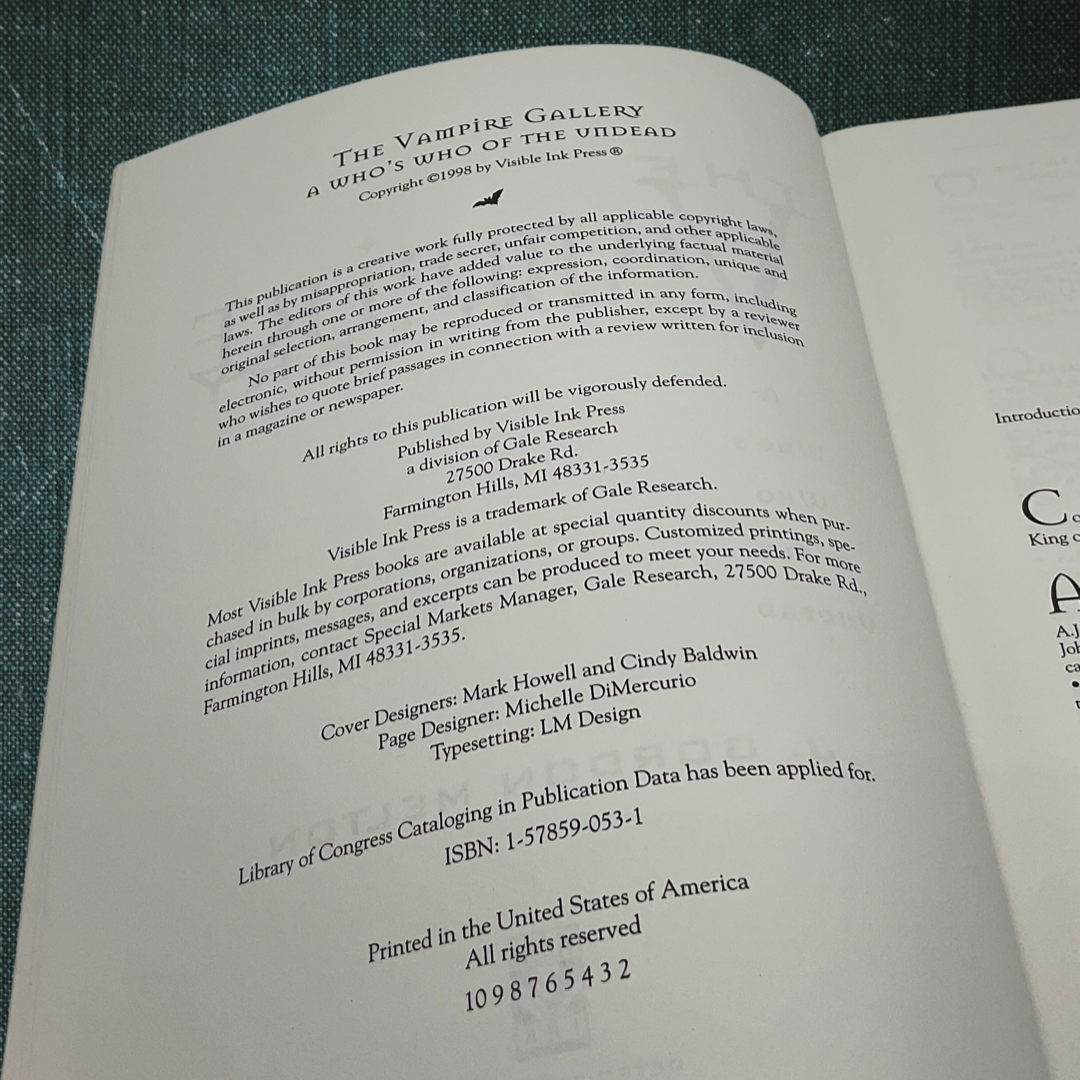 The Vampire Gallery
A WHO'S WHO OF THE UNDEAD
Copyright ©1998 by Visible Ink Press®
This publication is a creative work fully protected by all applicable copyright laws,
as well as by misappropriation, trade secret, unfair competition, and other applicable
laws. The editors of this work have added value to the underlying factual material
herein through one or more of the following: expression, coordination, unique and
original selection, arrangement, and classification of the information.
No part of this book may be reproduced or transmitted in any form, including
electronic, without permission in writing from the publisher, except by a reviewer
who wishes to quote brief passages in connection with a review written for inclusion
in a magazine or newspaper.
All rights to this publication will be vigorously defended.
Published by Visible Ink Press
a division of Gale Research
27500 Drake Rd.
Farmington Hills, MI 48331-3535
Visible Ink Press is a trademark of Gale Research.
Most Visible Ink Press books are available at special quantity discounts when pur-
chased in bulk by corporations, organizations, or groups. Customized printings, spe-
cial imprints, messages, and excerpts can be produced to meet your needs. For more
information, contact Special Markets Manager, Gale Research, 27500 Drake Rd.,
Farmington Hills, MI 48331-3535.
Cover Designers: Mark Howell and Cindy Baldwin
Page Designer: Michelle DiMercurio
Typesetting: LM Design
Library of Congress Cataloging in Publication Data has been applied for.
ISBN: 1-57859-053-1
Printed in the United States of America
All rights reserved
10 9 8 7 6 5 4 3 2
Introductio
Co
King o
A
A.J
Joh
ca